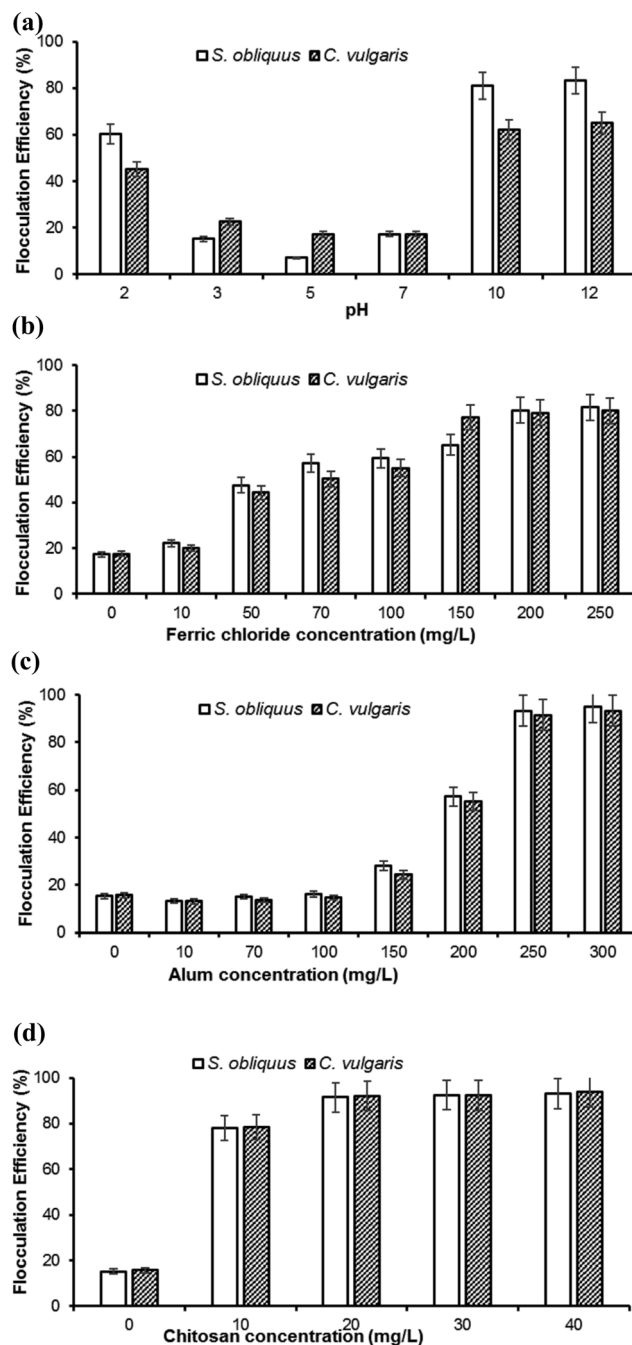 (a)
S. obliquus C. vulgaris
Flocculation Efficiency (%)
100
80
60
40
20
0
2 3 5 7 10 12
pH
(b)
S. obliquus C. vulgaris
Flocculation Efficiency (%)
100
80
60
40
20
0
0 10 50 70 100 150 200 250
Ferric chloride concentration (mg/L)
(c)
S. obliquus C. vulgaris
Flocculation Efficiency (%)
100
80
60
40
20
0
0 10 70 100 150 200 250 300
Alum concentration (mg/L)
(d)
S. obliquus C. vulgaris
Flocculation Efficiency (%)
100
80
60
40
20
0
0 10 20 30 40
Chitosan concentration (mg/L)